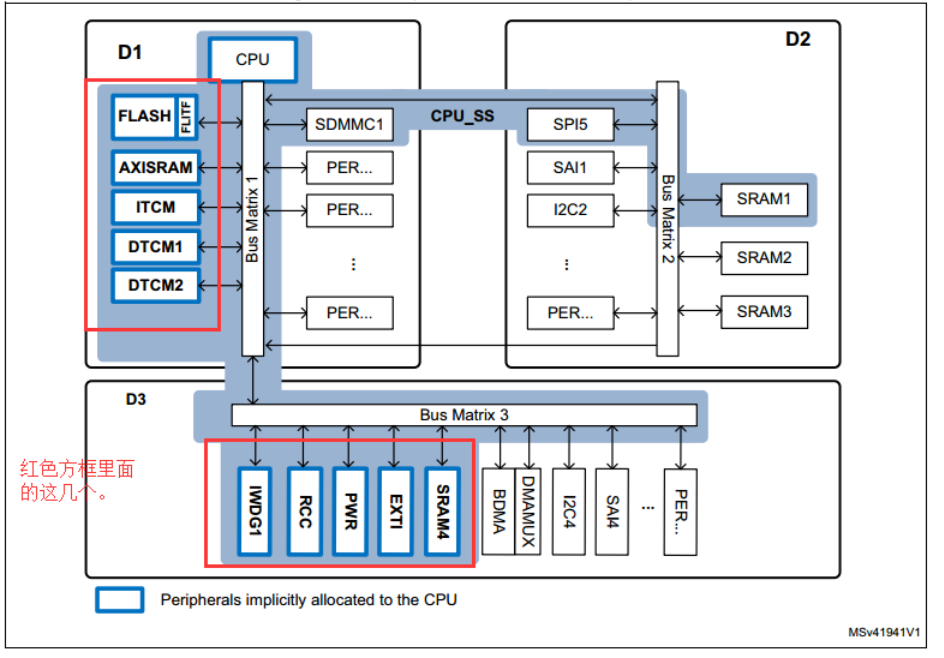 D1
CPU
D2
FLASH
FLITF
AXISRAM
ITCM
DTCM1
DTCM2
Bus Matrix 1
SDMMC1
PER...
PER...
⋮
PER...
CPU_SS
SPI5
SAI1
I2C2
⋮
PER...
Bus Matrix 2
SRAM1
SRAM2
SRAM3
D3
Bus Matrix 3
红色方框里面
的这几个。
IWDG1
RCC
PWR
EXTI
SRAM4
BDMA
DMAMUX
I2C4
SAI4
...
PER...
Peripherals implicitly allocated to the CPU
MSv41941V1